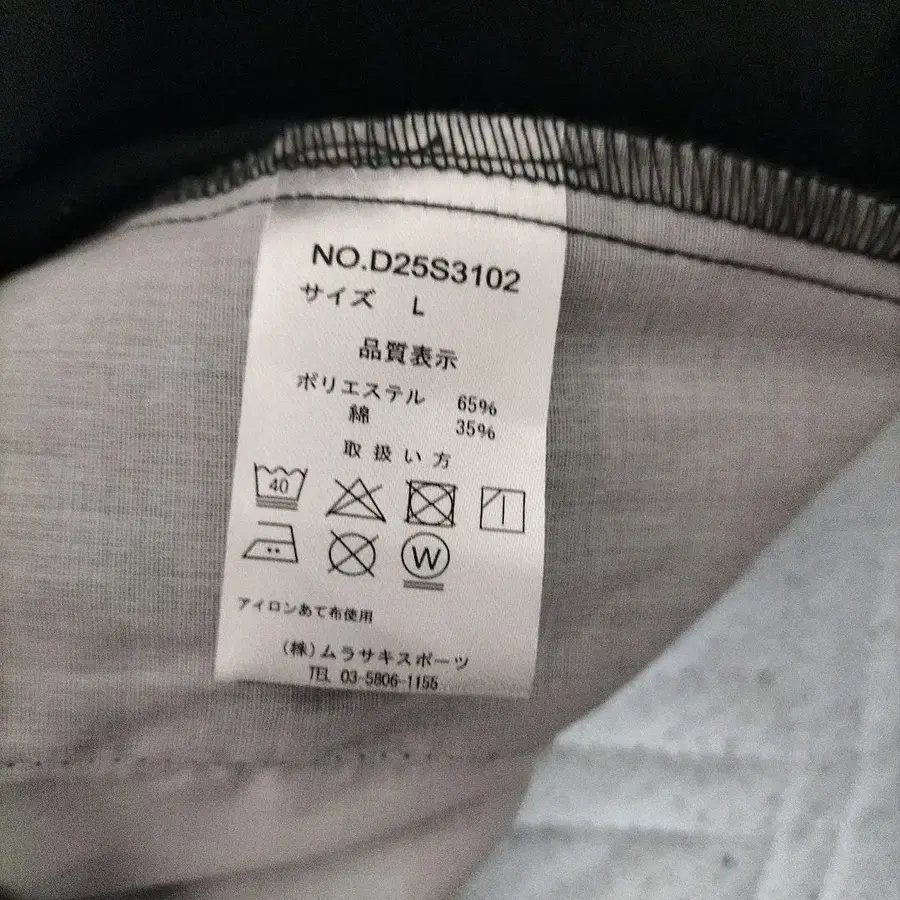 NO.D25S3102
サイズ L
品質表示
ポリエステル 65%
綿 35%
取扱い方
40
W
アイロンあて布使用
(株)ムラサキスポーツ
TEL 03-5806-1155